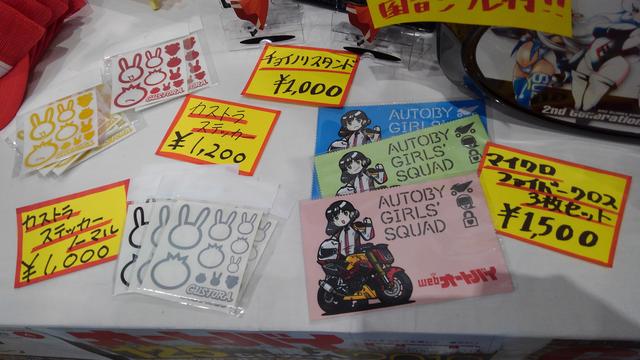 チョイノリスタンド
¥1,000
CUSTORA
カストラ
ステッカー
¥1,200
AUTOBY
GIRLS'
SQUAD
AUTOBY
GIRLS'
SQUAD
AUTOBY
GIRLS'
SQUAD
webオートバイ
マイクロ
ファイバークロス
3枚セット
¥1,500
カストラ
ステッカー
ノーマル
¥1,000
CUSTORA
2nd Generation